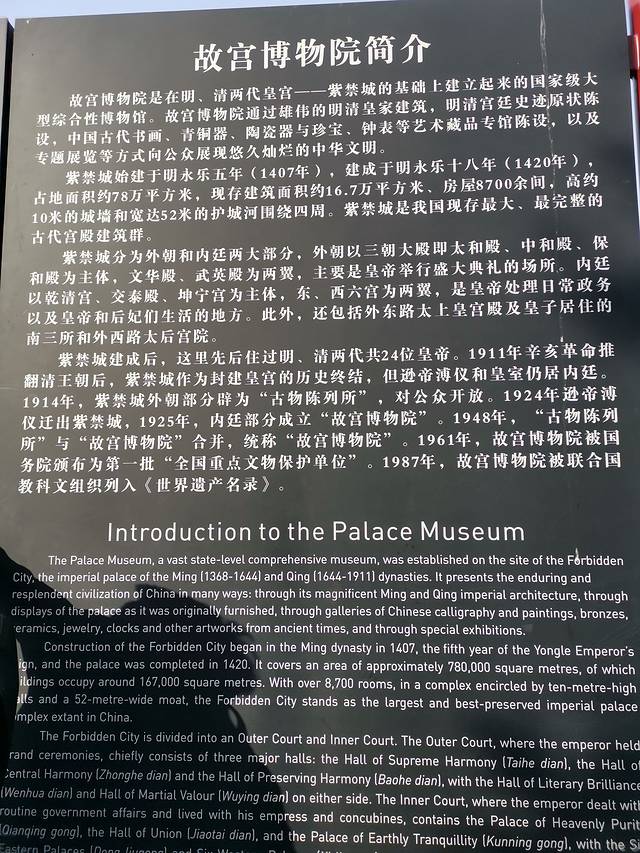 故宫博物院简介
故宫博物院是在明、清两代皇宫——紫禁城的基础上建立起来的国家级大
型综合性博物馆。故宫博物院通过雄伟的明清皇家建筑，明清宫廷史迹原状陈
设，中国古代书画、青铜器、陶瓷器与珍宝、钟表等艺术藏品专馆陈设，以及
专题展览等方式向公众展现悠久灿烂的中华文明。
紫禁城始建于明永乐五年（1407年），建成于明永乐十八年（1420年），
占地面积约78万平方米，现存建筑面积约16.7万平方米、房屋8700余间，高约
10米的城墙和宽达52米的护城河围绕四周。紫禁城是我国现存最大、最完整的
古代宫殿建筑群。
紫禁城分为外朝和内廷两大部分，外朝以三朝大殿即太和殿、中和殿、保
和殿为主体，文华殿、武英殿为两翼，主要是皇帝举行盛大典礼的场所。内廷
以乾清宫、交泰殿、坤宁宫为主体，东、西六宫为两翼，是皇帝处理日常政务
以及皇帝和后妃们生活的地方。此外，还包括外东路太上皇宫殿及皇子居住的
南三所和外西路太后宫院。
紫禁城建成后，这里先后住过明、清两代共24位皇帝。1911年辛亥革命推
翻清王朝后，紫禁城作为封建皇宫的历史终结，但逊帝溥仪和皇室仍居内廷。
1914年，紫禁城外朝部分辟为“古物陈列所”，对公众开放。1924年逊帝溥
仪迁出紫禁城，1925年，内廷部分成立“故宫博物院”。1948年，“古物陈列
所”与“故宫博物院”合并，统称“故宫博物院”。1961年，故宫博物院被国
务院颁布为第一批“全国重点文物保护单位”。1987年，故宫博物院被联合国
教科文组织列入《世界遗产名录》。
Introduction to the Palace Museum
The Palace Museum, a vast state-level comprehensive museum, was established on the site of the Forbidden
City, the imperial palace of the Ming (1368-1644) and Qing (1644-1911) dynasties. It presents the enduring and
resplendent civilization of China in many ways: through its magnificent Ming and Qing imperial architecture, through
displays of the palace as it was originally furnished, through galleries of Chinese calligraphy and paintings, bronzes,
ceramics, jewelry, clocks and other artworks from ancient times, and through special exhibitions.
Construction of the Forbidden City began in the Ming dynasty in 1407, the fifth year of the Yongle Emperor's
ign, and the palace was completed in 1420. It covers an area of approximately 780,000 square metres, of which
ildings occupy around 167,000 square metres. With over 8,700 rooms, in a complex encircled by ten-metre-high
alls and a 52-metre-wide moat, the Forbidden City stands as the largest and best-preserved imperial palace
mplex extant in China.
The Forbidden City is divided into an Outer Court and Inner Court. The Outer Court, where the emperor held
rand ceremonies, chiefly consists of three major halls: the Hall of Supreme Harmony (Taihe dian), the Hall of
Central Harmony (Zhonghe dian) and the Hall of Preserving Harmony (Baohe dian), with the Hall of Literary Brilliance
(Wenhua dian) and Hall of Martial Valour (Wuying dian) on either side. The Inner Court, where the emperor dealt with
routine government affairs and lived with his empress and concubines, contains the Palace of Heavenly Purit
(Qianqing gong), the Hall of Union (Jiaotai dian), and the Palace of Earthly Tranquillity (Kunning gong), with the S
Eastern Palaces